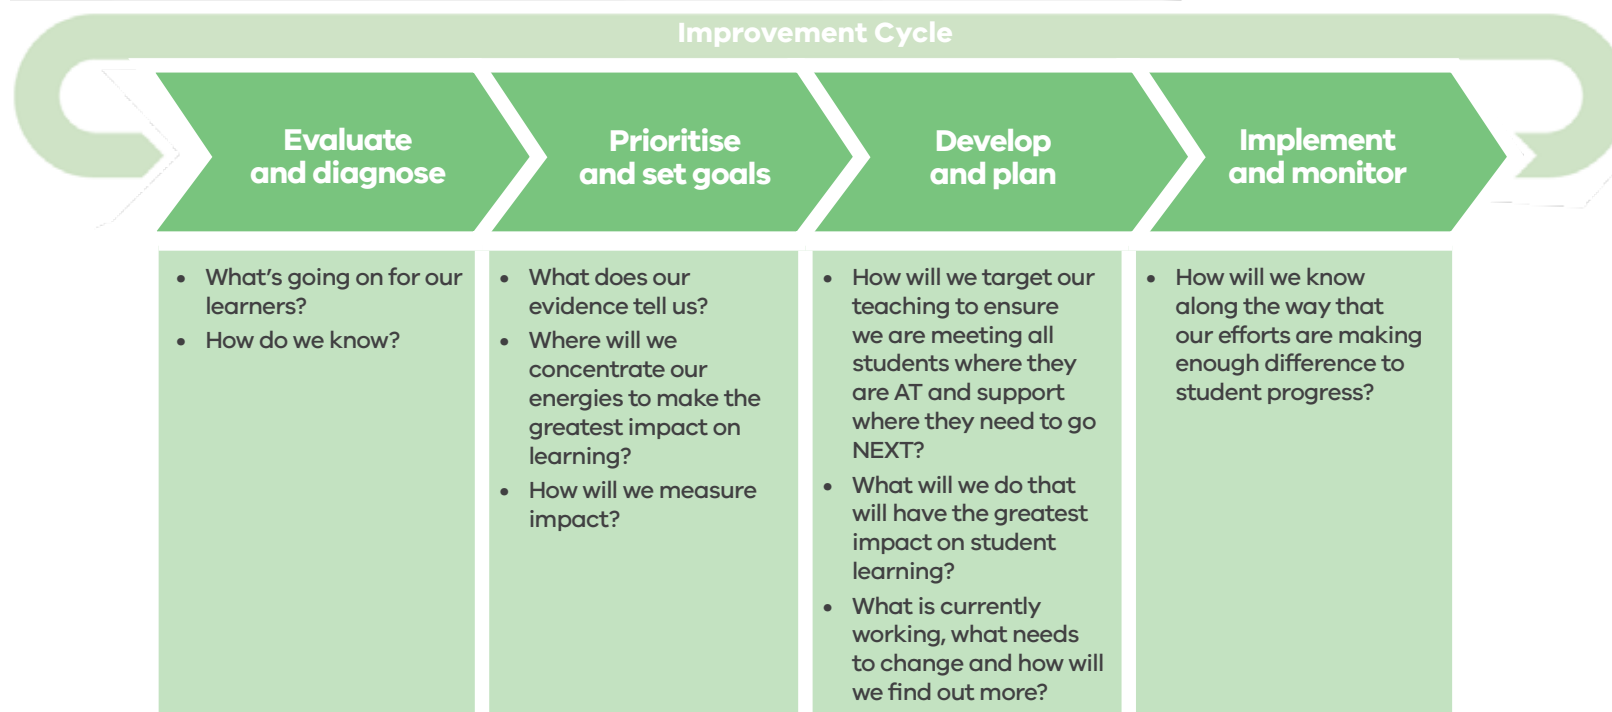 Improvement Cycle
Evaluate
and diagnose
Prioritise
and set goals
Develop
and plan
Implement
and monitor
• What’s going on for our
learners?
• How do we know?
• What does our
evidence tell us?
• Where will we
concentrate our
energies to make the
greatest impact on
learning?
• How will we measure
impact?
• How will we target our
teaching to ensure
we are meeting all
students where they
are AT and support
where they need to go
NEXT?
• What will we do that
will have the greatest
impact on student
learning?
• What is currently
working, what needs
to change and how will
we find out more?
• How will we know
along the way that
our efforts are making
enough difference to
student progress?